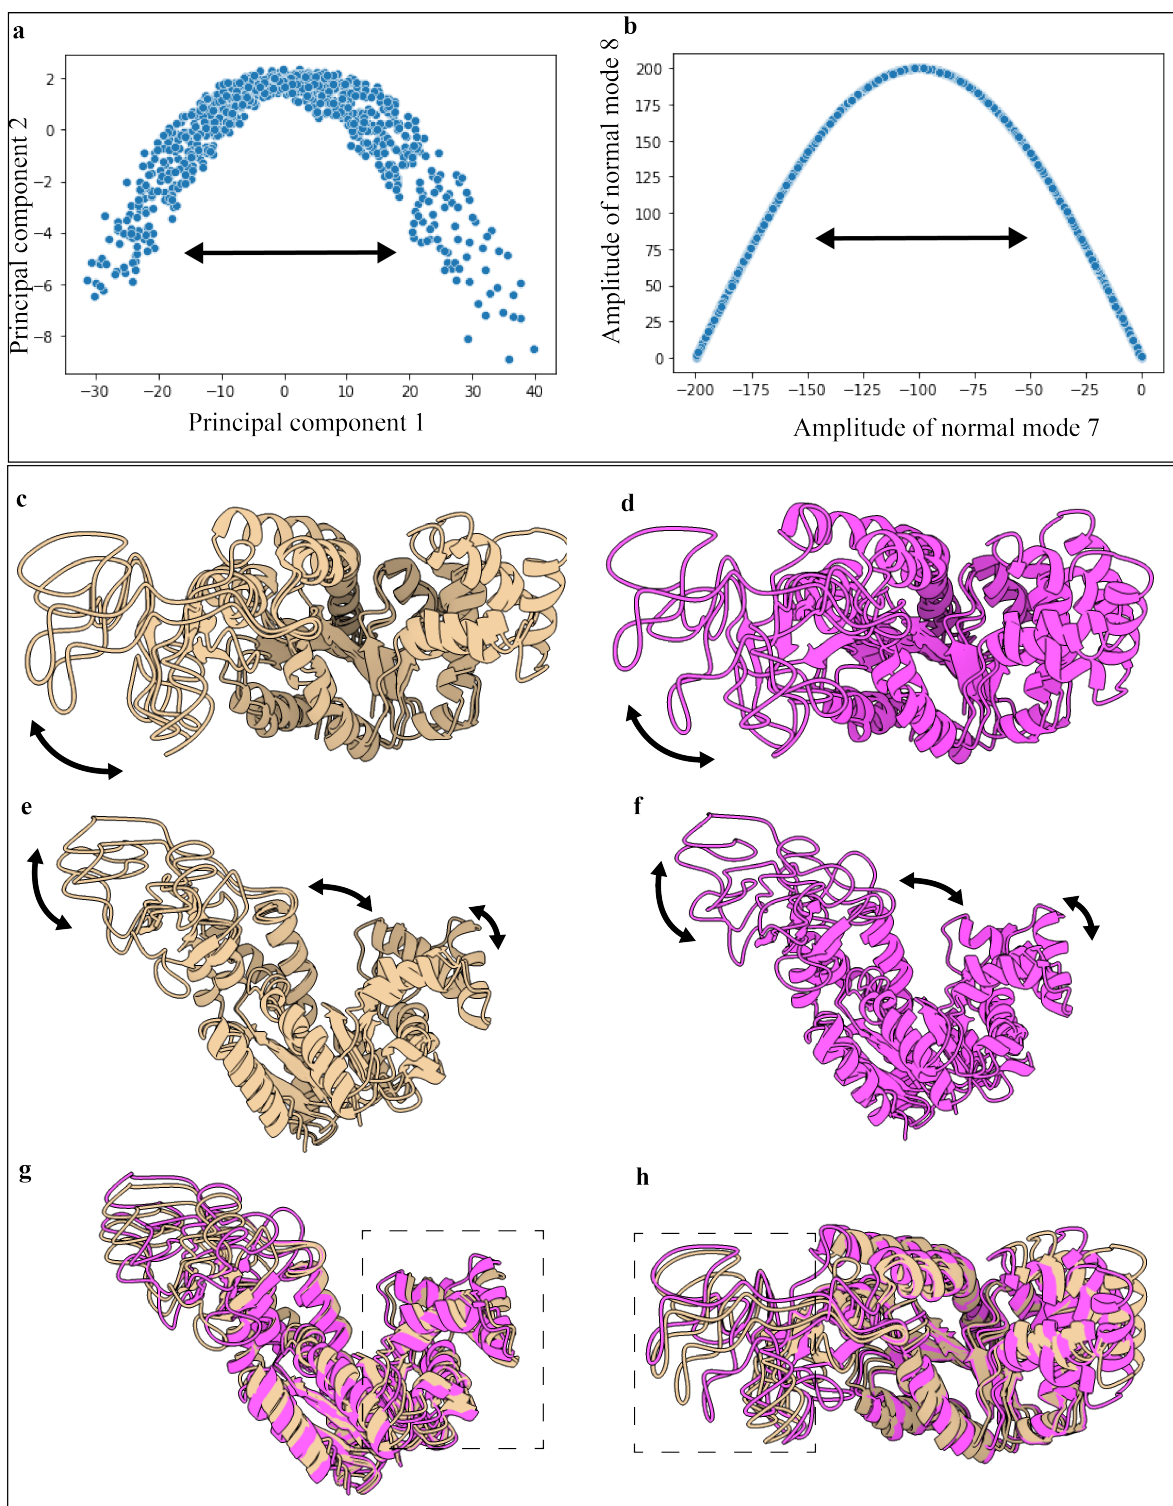 a
Principal component 2
2
0
−2
−4
−6
−8
−30
−20
−10
0
10
20
30
40
Principal component 1
b
Amplitude of normal mode 8
200
175
150
125
100
75
50
25
0
−200
−175
−150
−125
−100
−75
−50
−25
0
Amplitude of normal mode 7
c
d
e
f
g
h